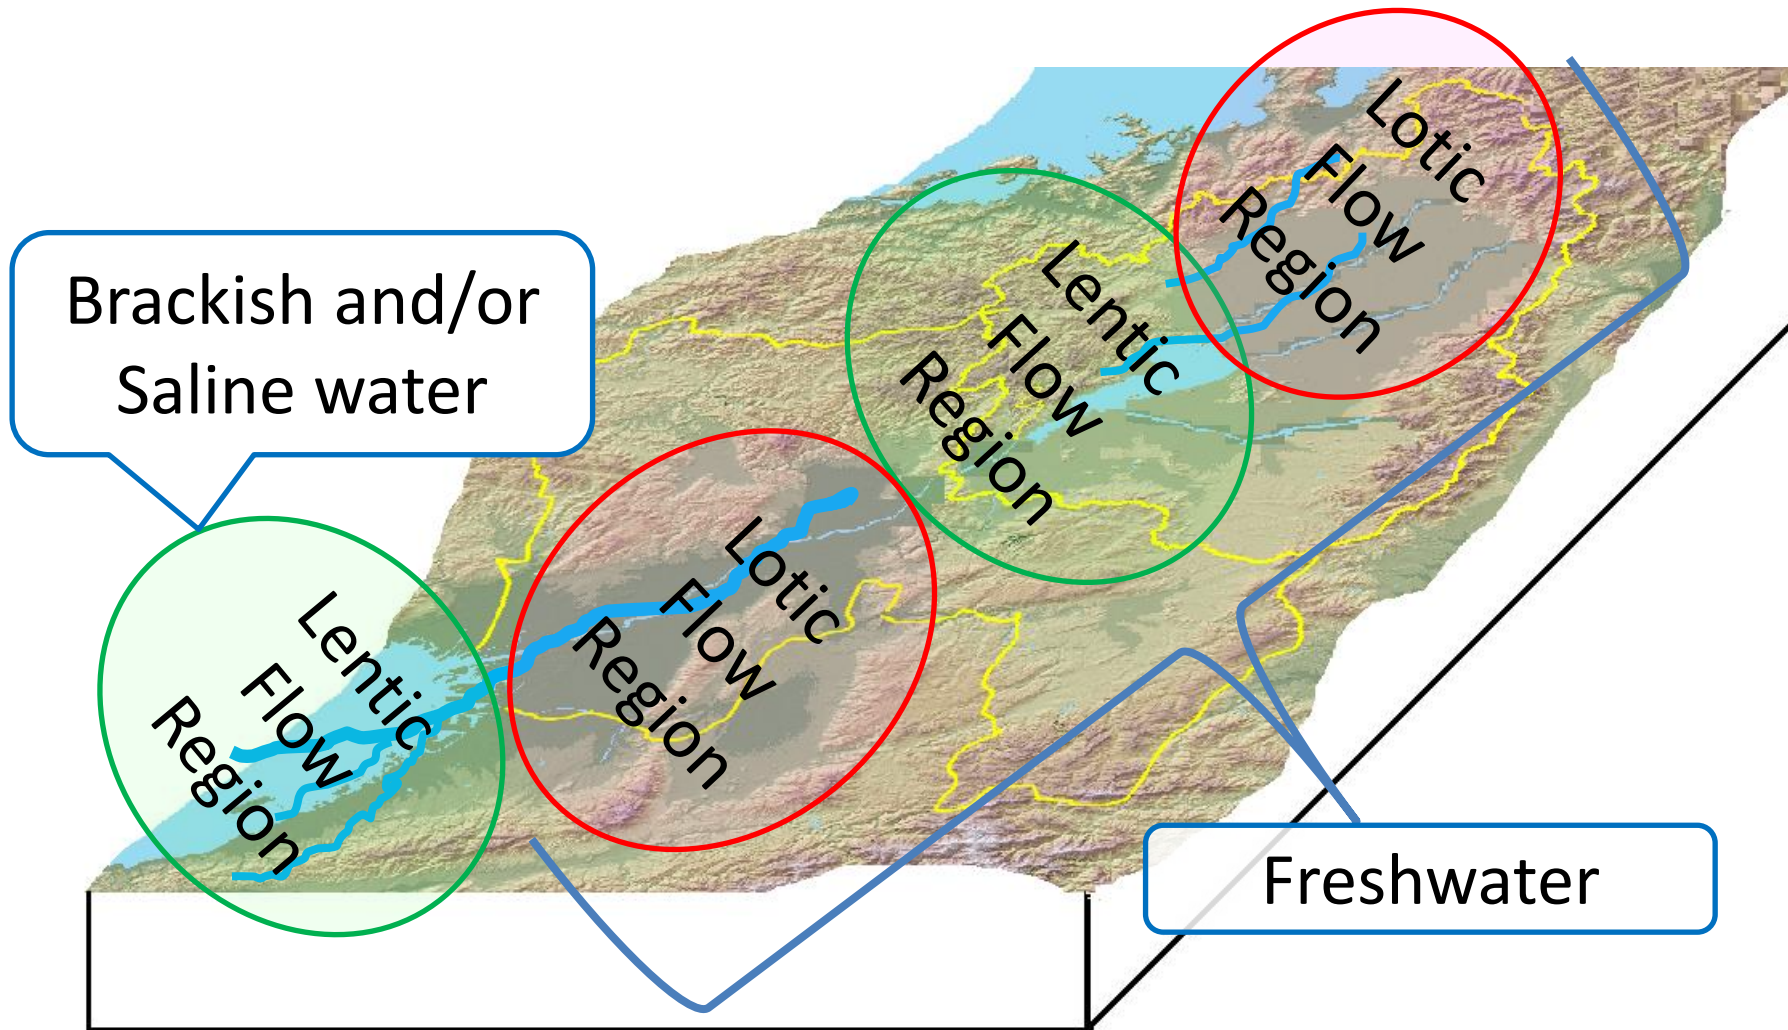 Lotic
Flow
Region
Lentic
Flow
Region
Brackish and/or
Saline water
Lotic
Flow
Region
Lentic
Flow
Region
Freshwater